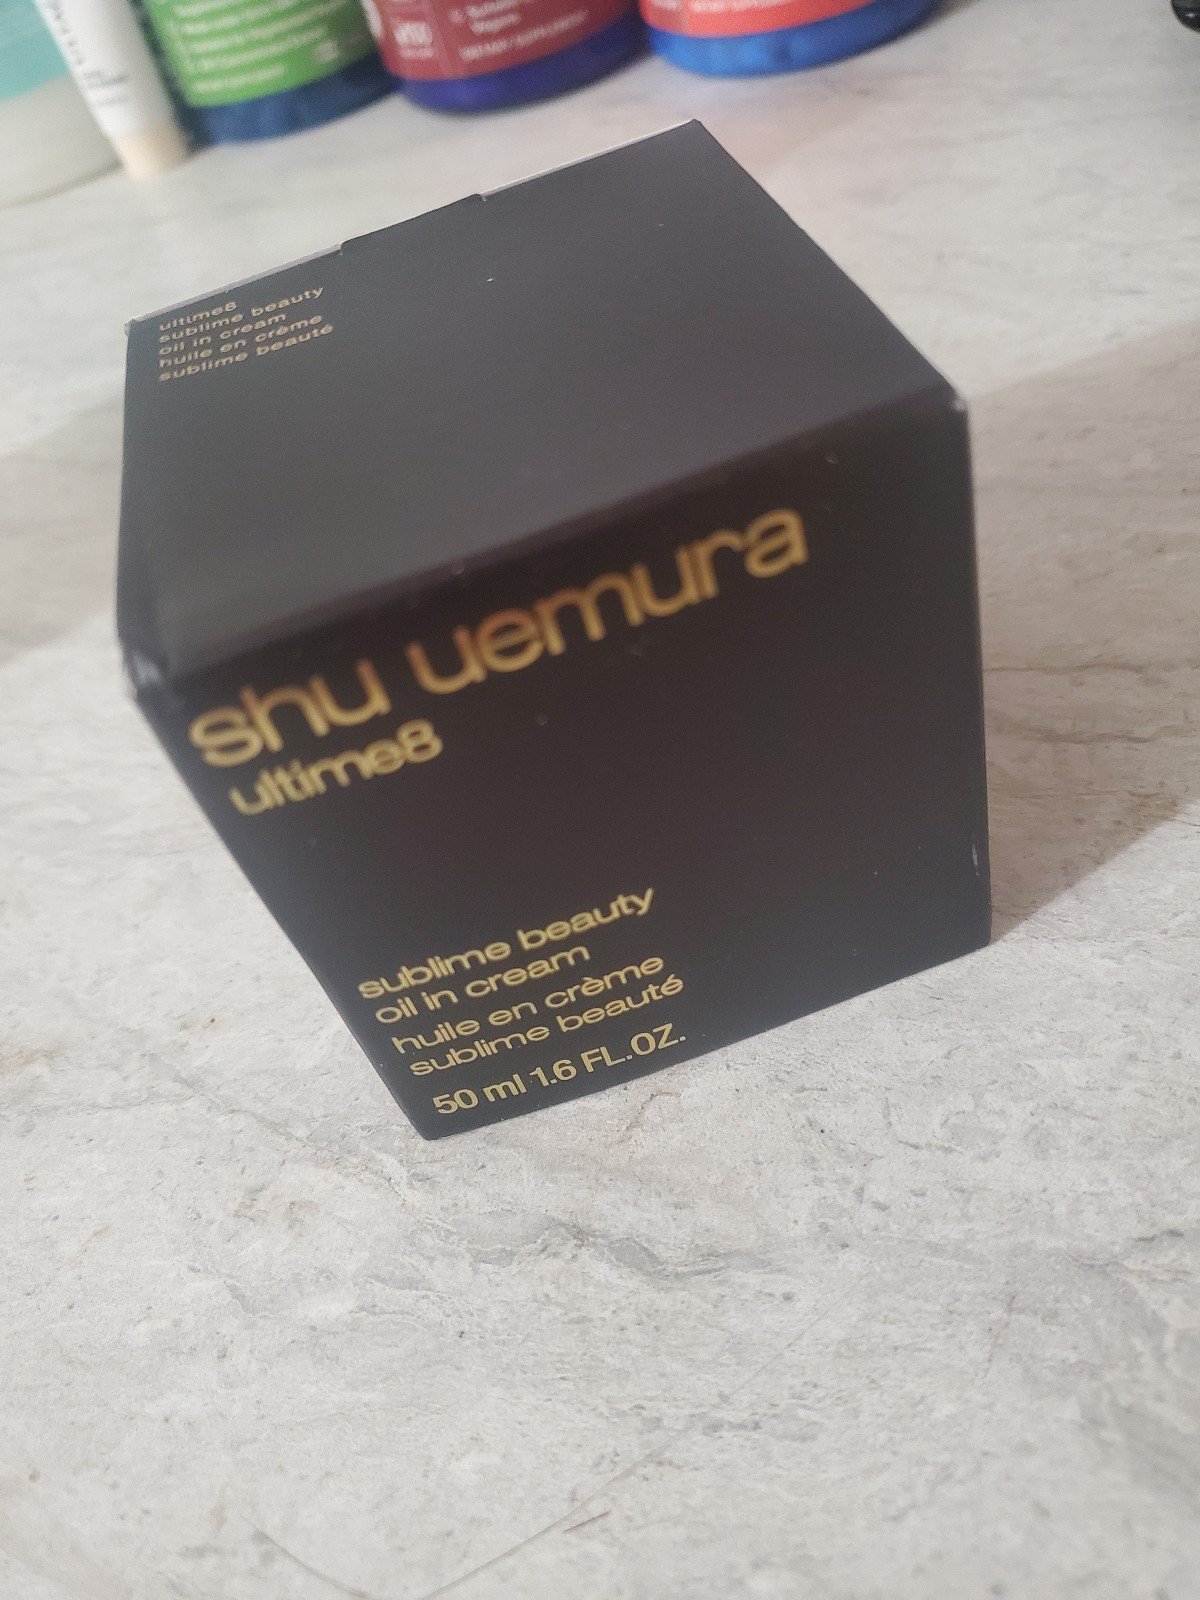 ultime8
sublime beauty
oil in cream
huile en crème
sublime beauté
shu uemura
ultime8
sublime beauty
oil in cream
huile en crème
sublime beauté
50 ml 1.6 FL.OZ.